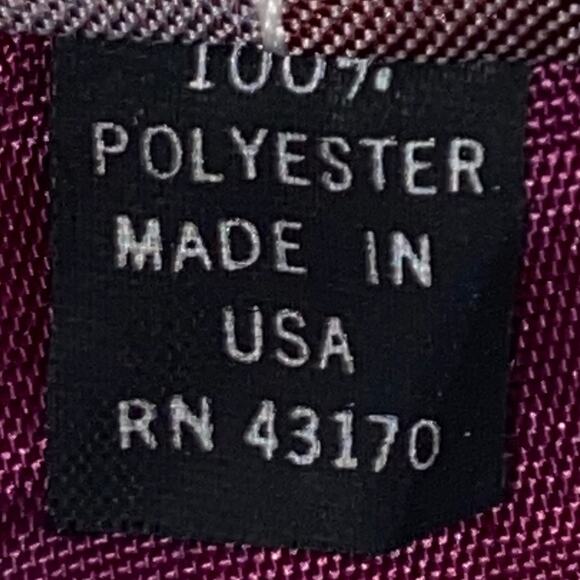 100%
POLYESTER
MADE IN
USA
RN 43170